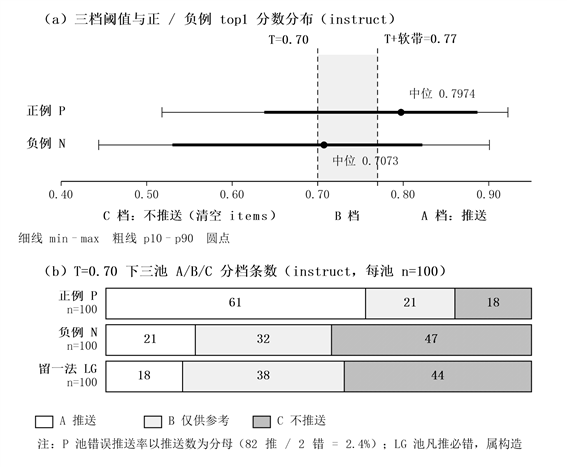 (a) 三档阈值与正 / 负例 top1 分数分布（instruct）
T=0.70 T+软带=0.77
中位 0.7974
正例 P
负例 N
中位 0.7073
0.40 0.50 0.60 0.70 0.80 0.90
C 档：不推送（清空 items） B 档 A 档：推送
细线 min–max 粗线 p10–p90 圆点
(b) T=0.70 下三池 A/B/C 分档条数（instruct，每池 n=100）
正例 P
n=100
61 21 18
负例 N
n=100
21 32 47
留一法 LG
n=100
18 38 44
A 推送 B 仅供参考 C 不推送
注：P 池错误推送率以推送数为分母（82 推 / 2 错 = 2.4%）；LG 池凡推必错，属构造